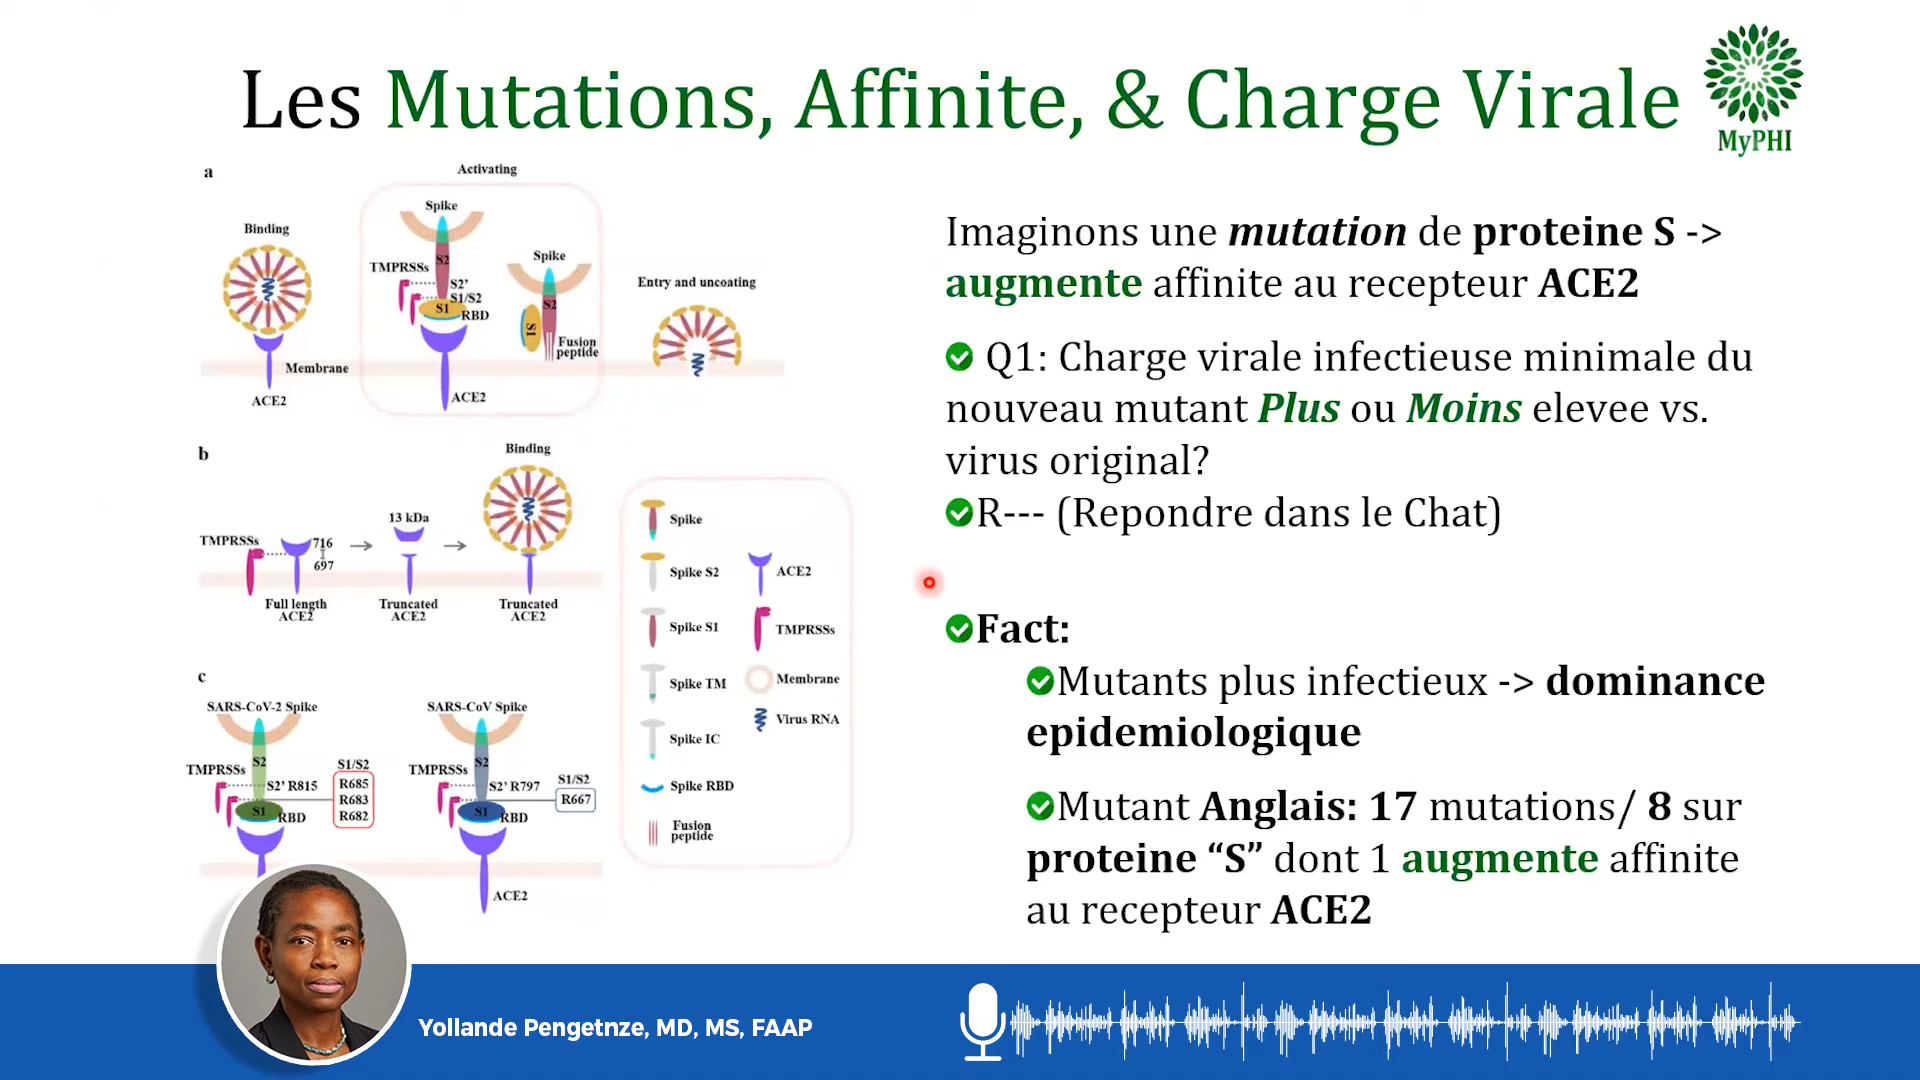 Les Mutations, Affinite, & Charge Virale
MyPHI
a
Activating
Binding
Spike
TMPRSSs
S2
S2'
S1/S2
S1
RBD
Spike
S2
S1
Fusion
peptide
Entry and uncoating
Membrane
ACE2
ACE2
b
Binding
13 kDa
TMPRSSs
716
697
Full length
ACE2
Truncated
ACE2
Truncated
ACE2
c
SARS-CoV-2 Spike
SARS-CoV Spike
S2
TMPRSSs
S2' R815
S1/S2
R685
R683
R682
S1
RBD
S2
TMPRSSs
S2' R797
S1/S2
R667
S1
RBD
ACE2
Spike
Spike S2
ACE2
Spike S1
TMPRSSs
Spike TM
Membrane
Spike IC
Virus RNA
Spike RBD
Fusion
peptide
Imaginons une mutation de proteine S ->
augmente affinite au recepteur ACE2
Q1: Charge virale infectieuse minimale du
nouveau mutant Plus ou Moins elevee vs.
virus original?
R--- (Repondre dans le Chat)
Fact:
Mutants plus infectieux -> dominance
epidemiologique
Mutant Anglais: 17 mutations/ 8 sur
proteine “S” dont 1 augmente affinite
au recepteur ACE2
Yollande Pengetnze, MD, MS, FAAP